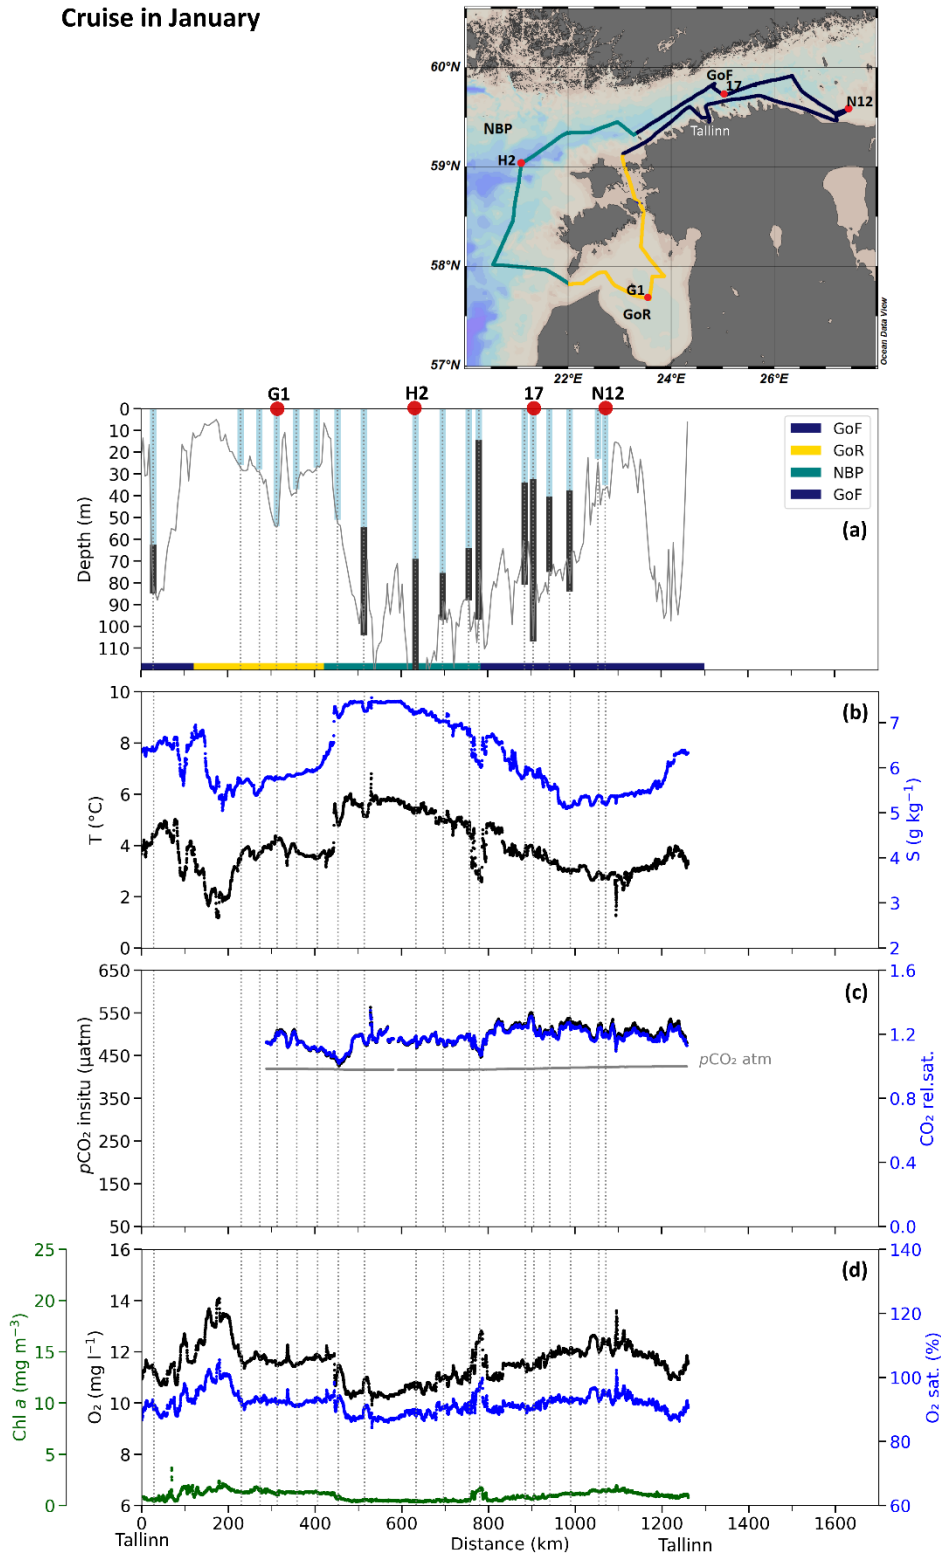 Cruise in January
60°N
59°N
58°N
57°N
GoF
17
N12
Tallinn
NBP
H2
G1
GoR
22°E
24°E
26°E
Ocean Data View
G1
H2
17
N12
0
10
20
30
40
50
60
70
80
90
100
110
Depth (m)
GoF
GoR
NBP
GoF
(a)
10
8
6
4
2
0
T (°C)
(b)
7
6
5
4
3
2
S (g kg⁻¹)
650
550
450
350
250
150
50
pCO₂ insitu (µatm)
(c)
pCO₂ atm
1.6
1.2
0.8
0.4
0.0
CO₂ rel.sat.
25
20
15
10
5
0
Chl a (mg m⁻³)
16
14
12
10
8
6
O₂ (mg l⁻¹)
(d)
140
120
100
80
60
O₂ sat. (%)
0 200 400 600 800 1000 1200 1400 1600
Tallinn Distance (km) Tallinn